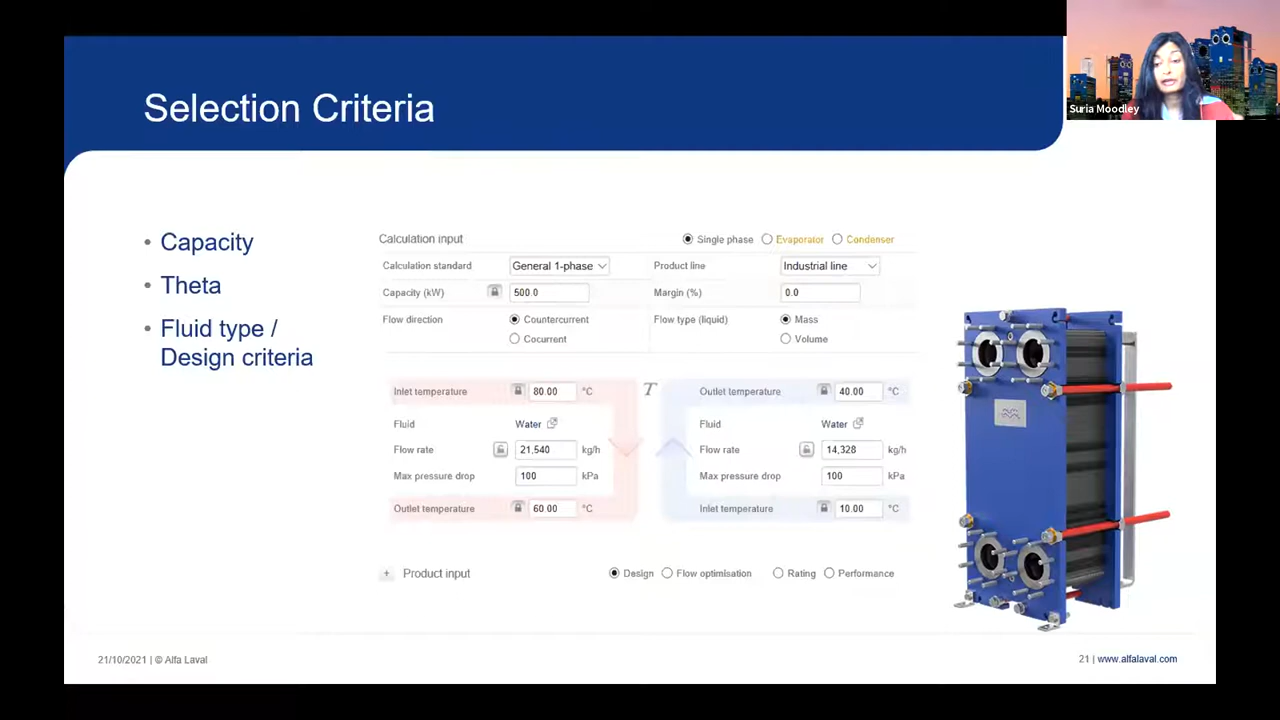 Suria Moodley
Selection Criteria
• Capacity
• Theta
• Fluid type /
Design criteria
Calculation input
Single phase Evaporator Condenser
Calculation standard General 1-phase Product line Industrial line
Capacity (kW) 500.0 Margin (%) 0.0
Flow direction Countercurrent Flow type (liquid) Mass
Cocurrent Volume
Inlet temperature 80.00 °C T Outlet temperature 40.00 °C
Fluid Water Fluid Water
Flow rate 21,540 kg/h Flow rate 14,328 kg/h
Max pressure drop 100 kPa Max pressure drop 100 kPa
Outlet temperature 60.00 °C Inlet temperature 10.00 °C
+ Product input Design Flow optimisation Rating Performance
21/10/2021 | © Alfa Laval 21 | www.alfalaval.com